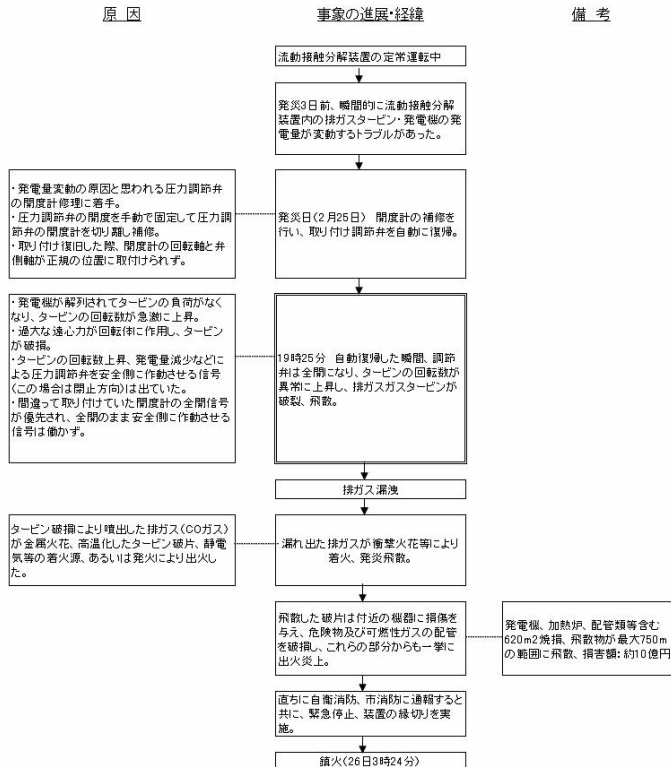 原 因
事象の進展・経緯
備 考
流動接触分解装置の定常運転中
発災3日前、瞬間的に流動接触分解
装置内の排ガスタービン・発電機の発
電量が変動するトラブルがあった。
・発電量変動の原因と思われる圧力調節弁
の開度計修理に着手。
・圧力調節弁の開度を手動で固定して圧力調
節弁の開度計を切り離し補修。
・取り付け復旧した際、開度計の回転軸と弁
側軸が正規の位置に取付けられず。
発災日(2月25日) 開度計の補修を
行い、取り付け調節弁を自動に復帰。
・発電機が解列されてタービンの負荷がなく
なり、タービンの回転数が急激に上昇。
・過大な遠心力が回転体に作用し、タービン
が破損。
・タービンの回転数上昇、発電量減少などに
よる圧力調節弁を安全側に作動させる信号
(この場合は閉止方向)は出ていた。
・間違って取り付けていた開度計の全開信号
が優先され、全開のまま安全側に作動させる
信号は働かず。
19時25分 自動復帰した瞬間、調節
弁は全開になり、タービンの回転数が
異常に上昇し、排ガスガスタービンが
破裂、飛散。
排ガス漏洩
タービン破損により噴出した排ガス(COガス)
が金属火花、高温化したタービン破片、静電
気等の着火源、あるいは発火により出火し
た。
漏れ出た排ガスが衝撃火花等により
着火、発炎飛散。
飛散した破片は付近の機器に損傷を
与え、危険物及び可燃性ガスの配管
を破損し、これらの部分からも一挙に
出火炎上。
発電機、加熱炉、配管類等含む
620m2焼損、飛散物が最大750m
の範囲に飛散、損害額:約10億円
直ちに自衛消防、市消防に通報すると
共に、緊急停止、装置の縁切りを実
施。
鎮火(26日3時24分)